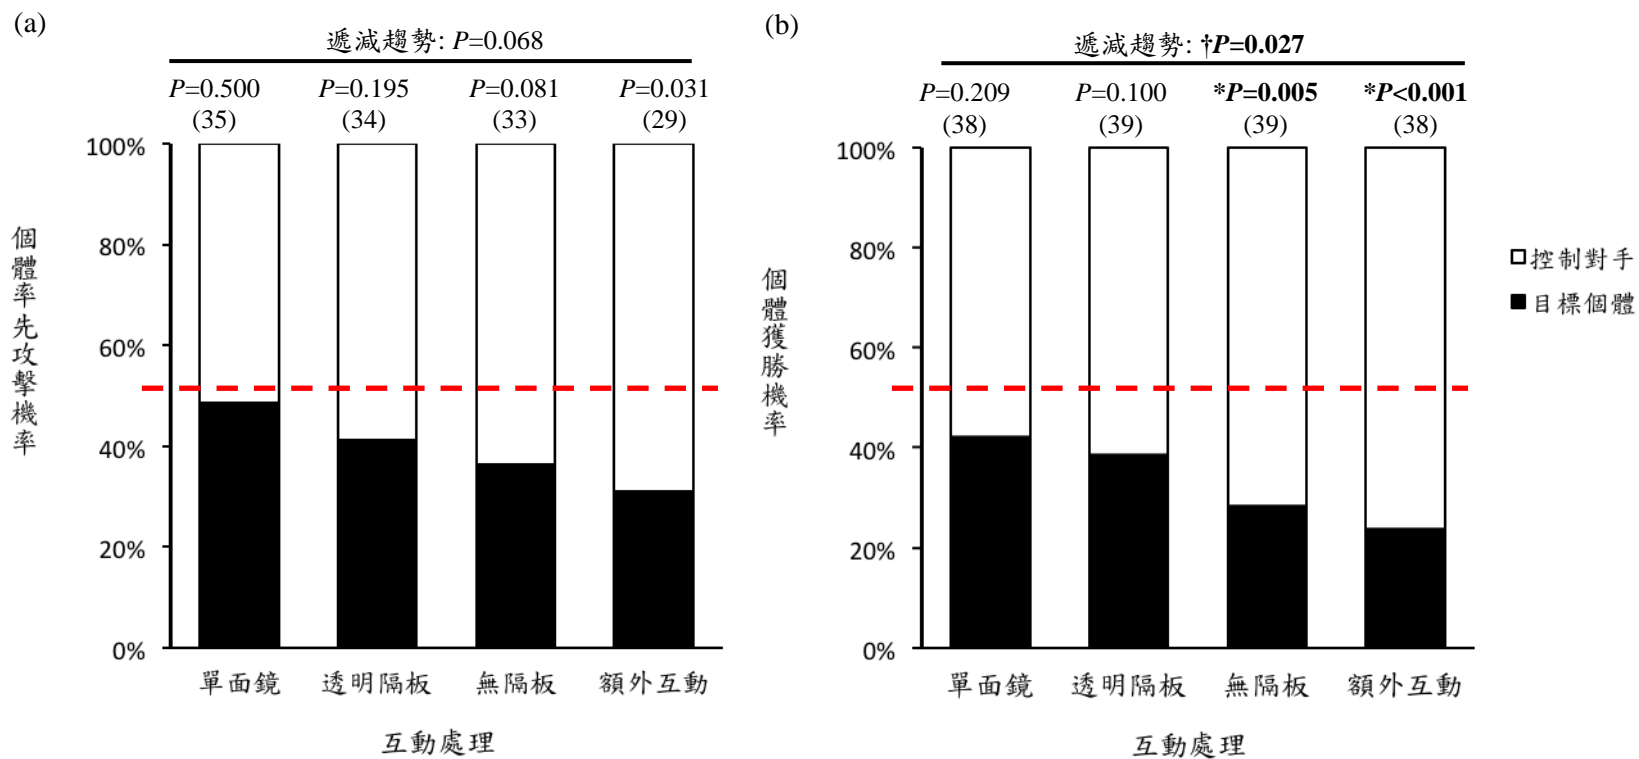 (a)
遞減趨勢: P=0.068
P=0.500 P=0.195 P=0.081 P=0.031
(35) (34) (33) (29)
100%
80%
60%
40%
20%
0%
個體率先攻擊機率
單面鏡 透明隔板 無隔板 額外互動
互動處理
(b)
遞減趨勢: †P=0.027
P=0.209 P=0.100 *P=0.005 *P<0.001
(38) (39) (39) (38)
100%
80%
60%
40%
20%
0%
個體獲勝機率
單面鏡 透明隔板 無隔板 額外互動
互動處理
控制對手
目標個體